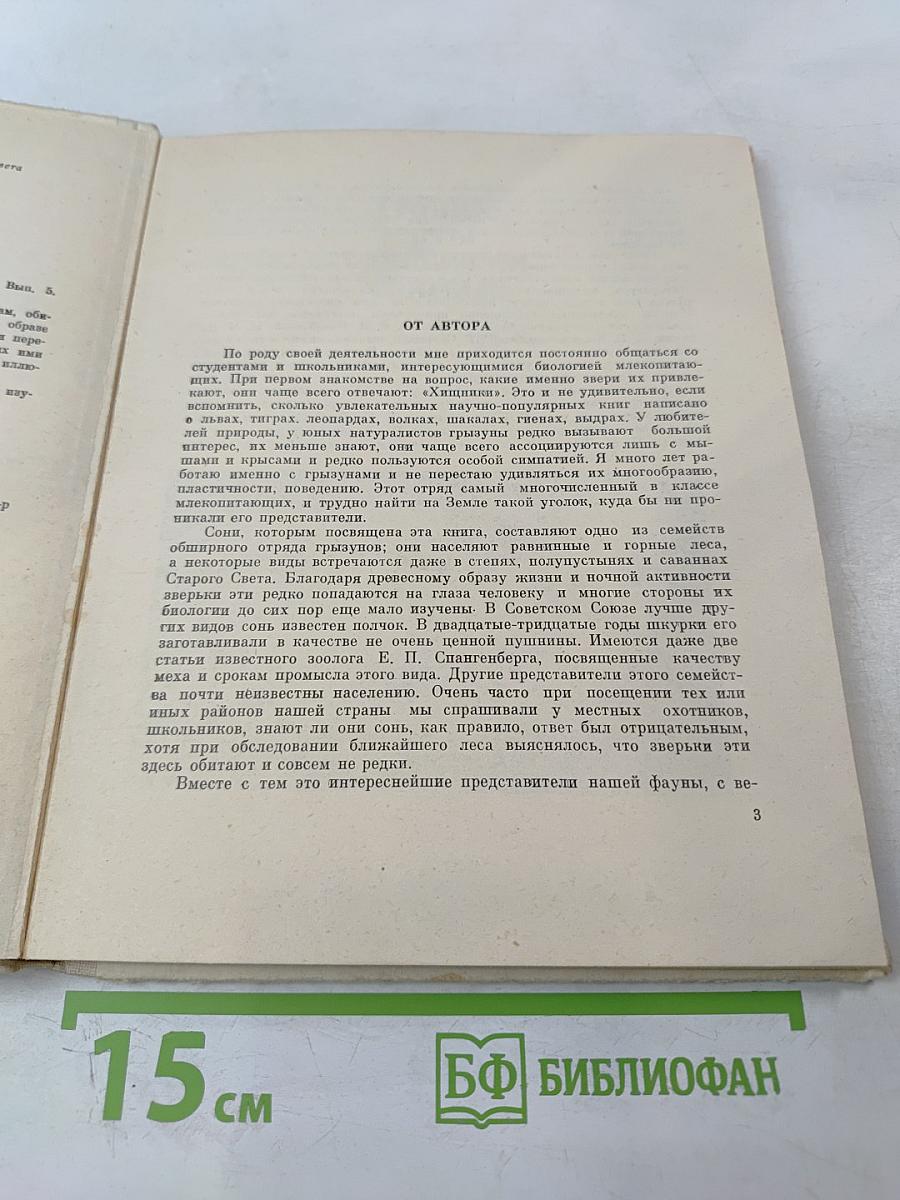 вета
Вып. 5.
ам, оби-
образе
и пере-
их ими
иллю-
нау-
р
ОТ АВТОРА
По роду своей деятельности мне приходится постоянно общаться со
студентами и школьниками, интересующимися биологией млекопитаю-
щих. При первом знакомстве на вопрос, какие именно звери их привле-
кают, они чаще всего отвечают: «Хищники». Это и не удивительно, если
вспомнить, сколько увлекательных научно-популярных книг написано
о львах, тиграх. леопардах, волках, шакалах, гиенах, выдрах. У любите-
лей природы, у юных натуралистов грызуны редко вызывают большой
интерес, их меньше знают, они чаще всего ассоциируются лишь с мы-
шами и крысами и редко пользуются особой симпатией. Я много лет ра-
ботаю именно с грызунами и не перестаю удивляться их многообразию,
пластичности, поведению. Этот отряд самый многочисленный в классе
млекопитающих, и трудно найти на Земле такой уголок, куда бы ни про-
никали его представители.
Сони, которым посвящена эта книга, составляют одно из семейств
обширного отряда грызунов; они населяют равнинные и горные леса,
а некоторые виды встречаются даже в степях, полупустынях и саваннах
Старого Света. Благодаря древесному образу жизни и ночной активности
зверьки эти редко попадаются на глаза человеку и многие стороны их
биологии до сих пор еще мало изучены. В Советском Союзе лучше дру-
гих видов сонь известен полчок. В двадцатые-тридцатые годы шкурки его
заготавливали в качестве не очень ценной пушнины. Имеются даже две
статьи известного зоолога Е. П. Спангенберга, посвященные качеству
меха и срокам промысла этого вида. Другие представители этого семейст-
ва почти неизвестны населению. Очень часто при посещении тех или
иных районов нашей страны мы спрашивали у местных охотников,
школьников, знают ли они сонь, как правило, ответ был отрицательным,
хотя при обследовании ближайшего леса выяснялось, что зверьки эти
здесь обитают и совсем не редки.
Вместе с тем это интереснейшие представители нашей фауны, с ве-
3
15 см
БФ БИБЛИОФАН